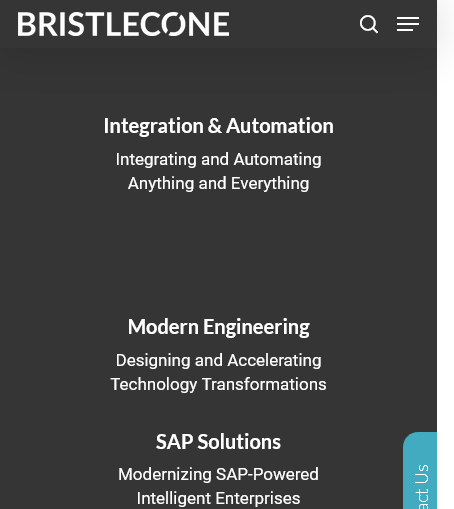 BRISTLECONE
Integration & Automation
Integrating and Automating
Anything and Everything
Modern Engineering
Designing and Accelerating
Technology Transformations
SAP Solutions
Modernizing SAP-Powered
Intelligent Enterprises
Us